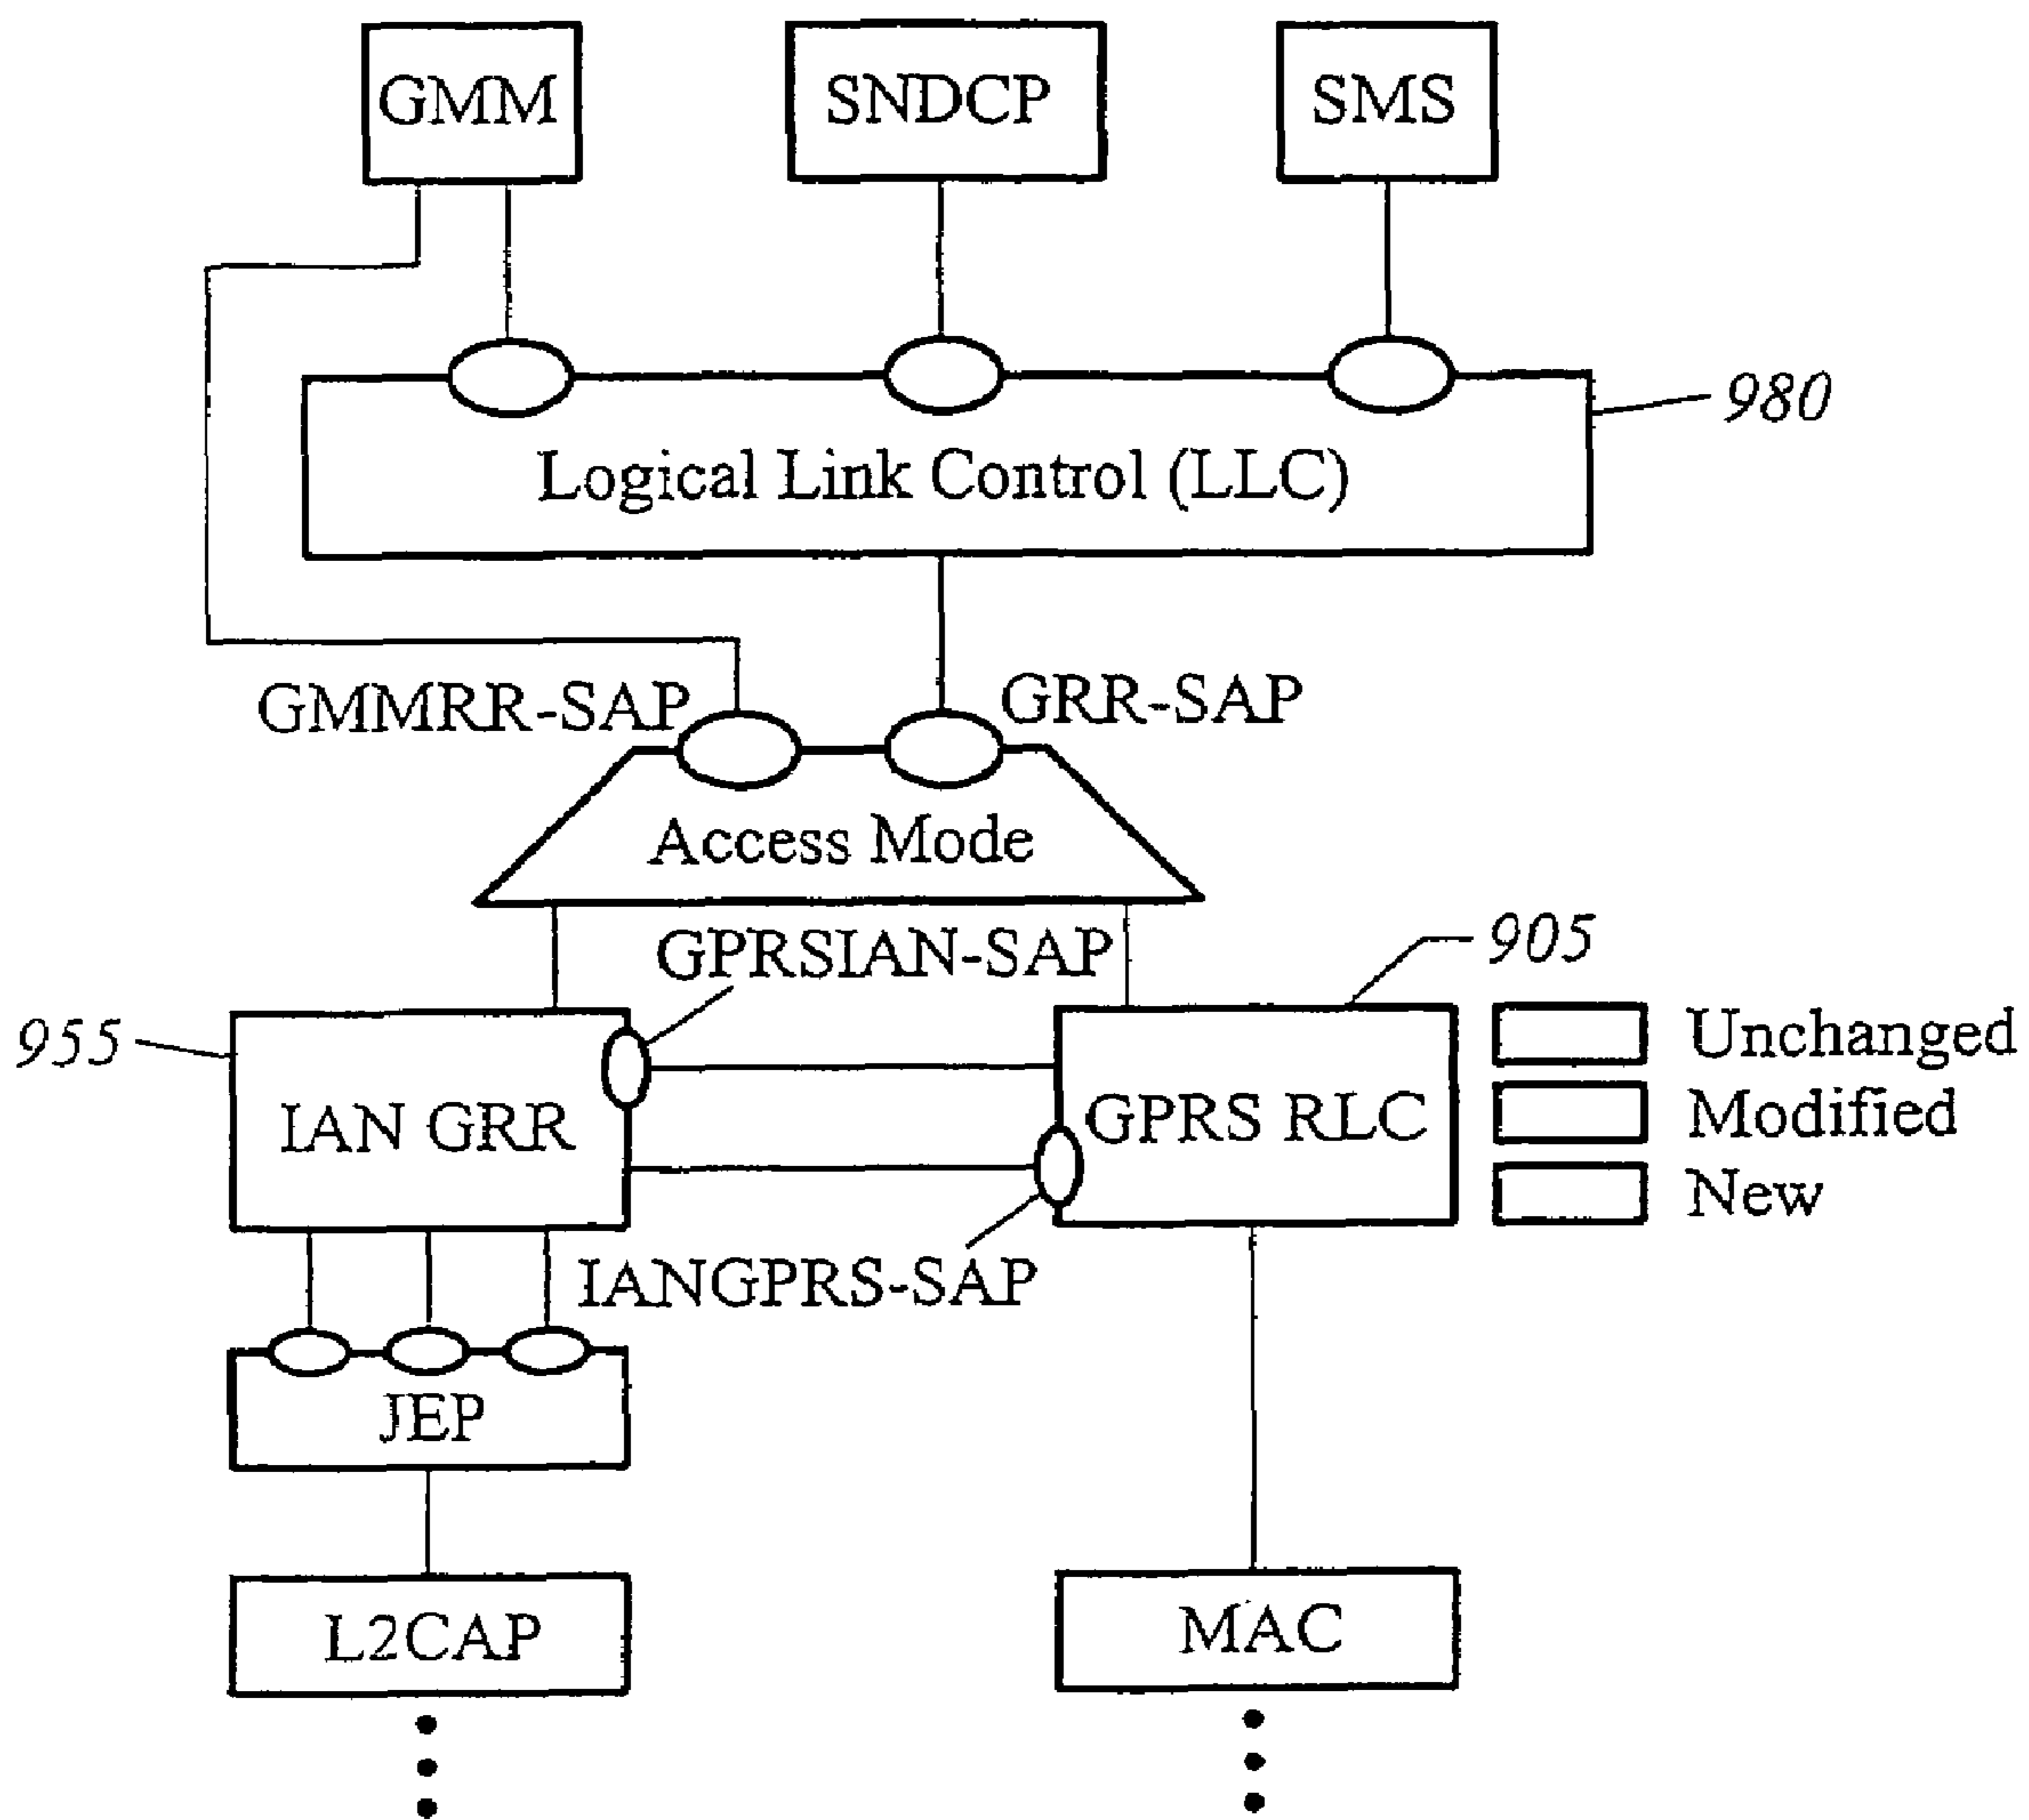 GMM
SNDCP
SMS
980
Logical Link Control (LLC)
GMMRR-SAP
GRR-SAP
Access Mode
GPRSIAN-SAP
905
955
Unchanged
IAN GRR
GPRS RLC
Modified
New
IANGPRS-SAP
JEP
L2CAP
MAC